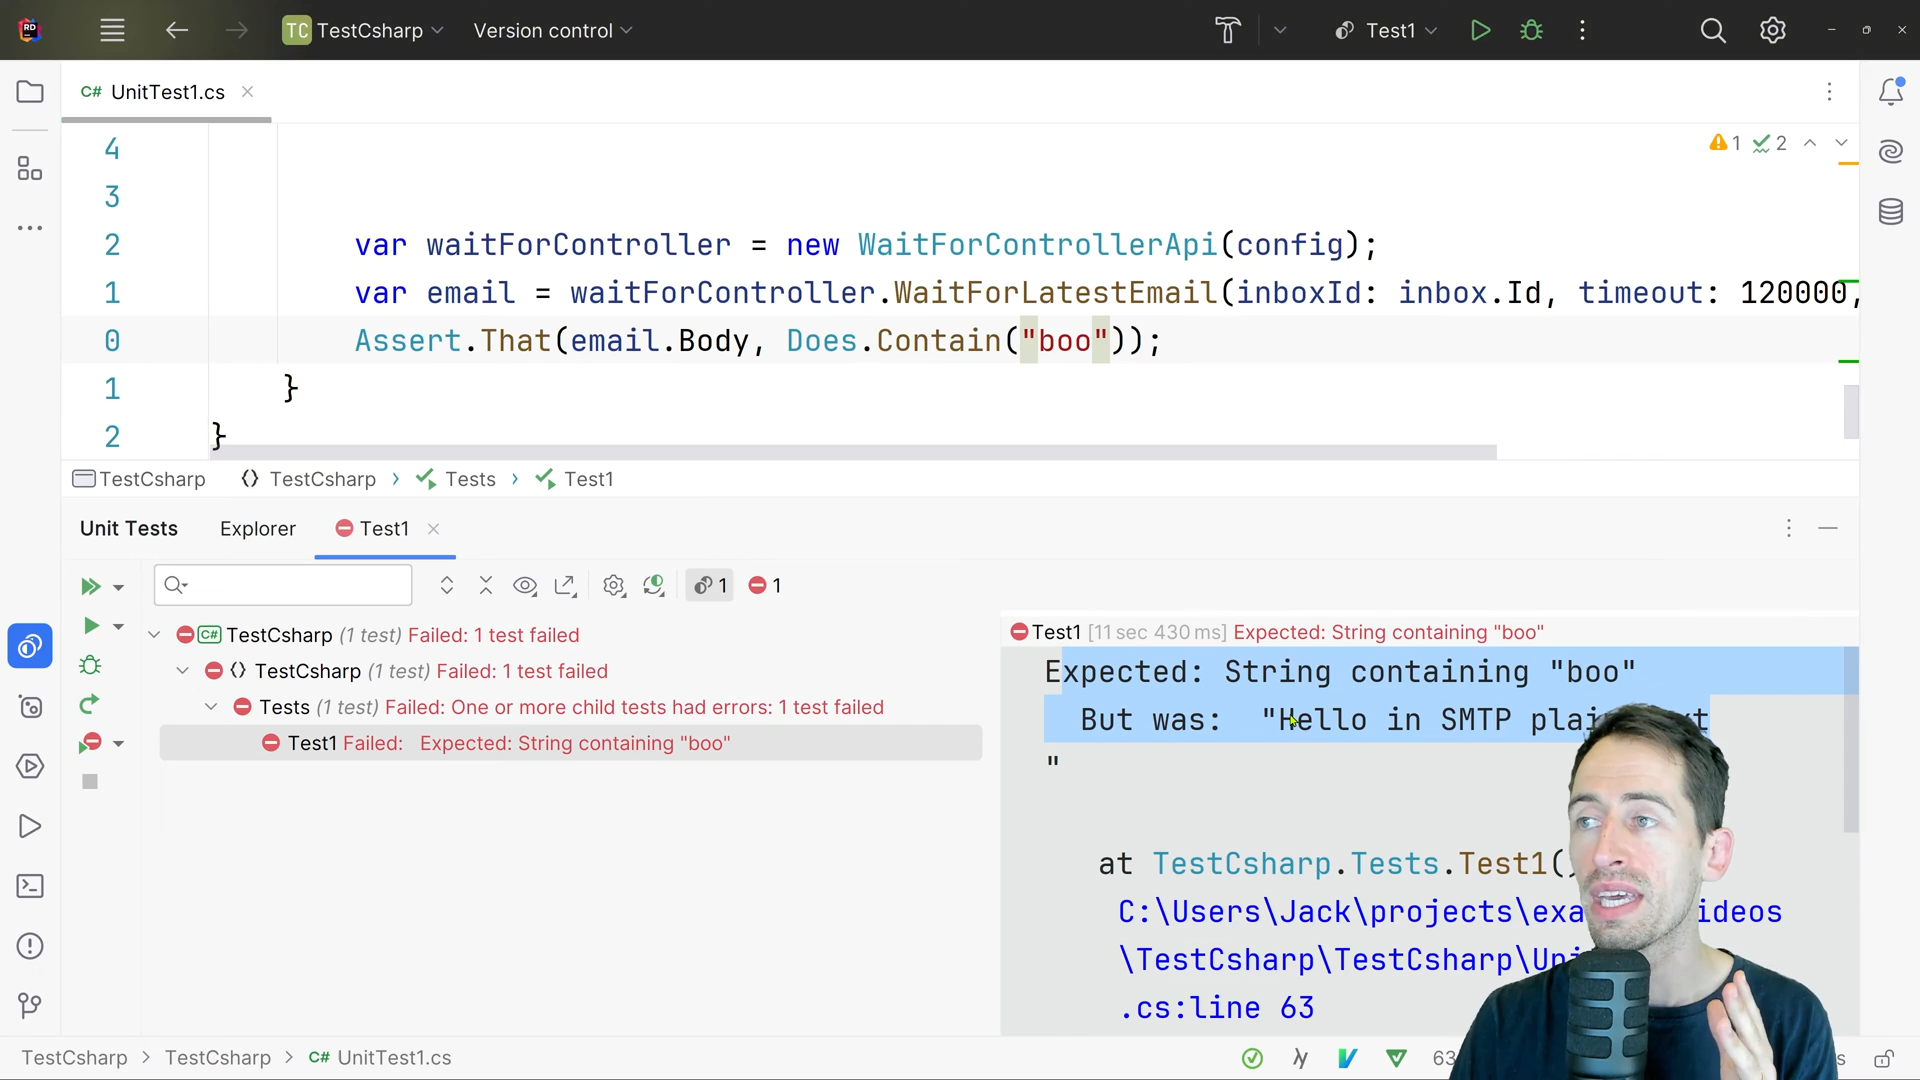 RD
TC TestCsharp
Version control
Test1
C# UnitTest1.cs
4
1 2
3
2 var waitForController = new WaitForControllerApi(config);
1 var email = waitForController.WaitForLatestEmail(inboxId: inbox.Id, timeout: 120000,
0 Assert.That(email.Body, Does.Contain("boo"));
1 }
2 }
TestCsharp {} TestCsharp › Tests › Test1
Unit Tests Explorer Test1
1 1
C# TestCsharp (1 test) Failed: 1 test failed
{} TestCsharp (1 test) Failed: 1 test failed
Tests (1 test) Failed: One or more child tests had errors: 1 test failed
Test1 Failed: Expected: String containing "boo"
Test1 [11 sec 430 ms] Expected: String containing "boo"
Expected: String containing "boo"
But was: "Hello in SMTP
"
at TestCsharp.Tests.Test1(
C:\Users\Jack\projects\
\TestCsharp\TestCsharp\
.cs:line 63
TestCsharp › TestCsharp › C# UnitTest1.cs
63